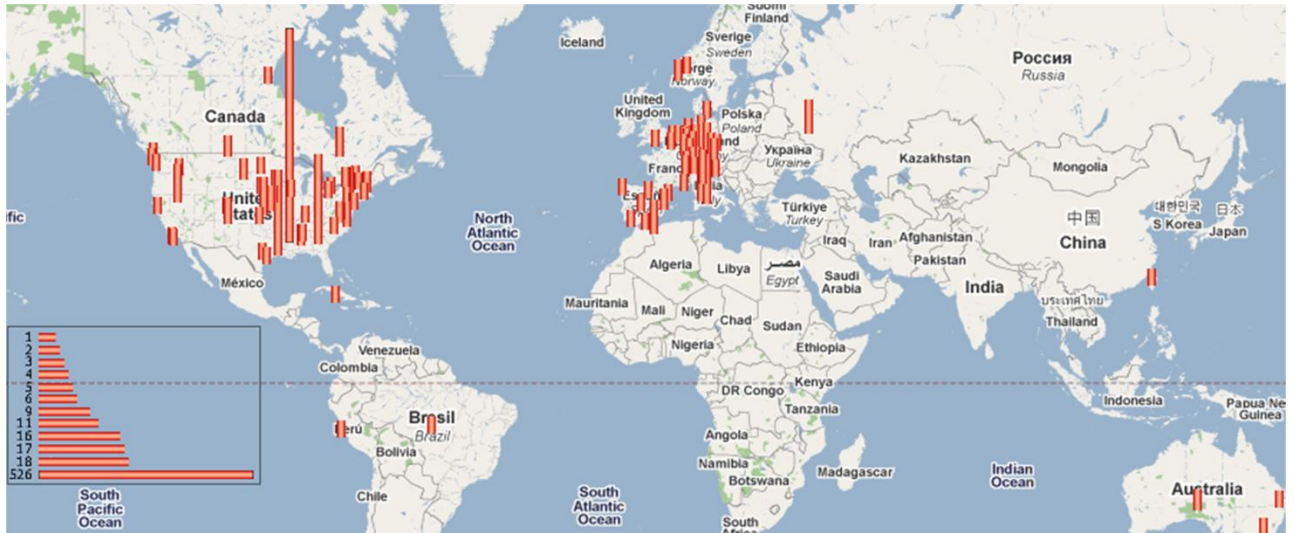 Suomi
Finland
Iceland
Sverige
Sweden
Norway
Россия
Russia
Canada
United
Kingdom
Polska
Poland
Україна
Ukraine
Kazakhstan
Mongolia
United
States
North
Atlantic
Ocean
Türkiye
Turkey
Iraq
Iran
Afghanistan
Pakistan
中国
China
대한민국
S Korea
日本
Japan
México
Algeria
Libya
مصر
Egypt
Saudi
Arabia
India
ประเทศไทย
Thailand
Mauritania
Mali
Niger
Chad
Sudan
Nigeria
Ethiopia
Venezuela
Colombia
DR Congo
Kenya
Tanzania
Indonesia
Papua Ne
Guinea
Perú
Brasil
Brazil
Bolivia
Angola
Namibia
Botswana
Madagascar
Chile
South
Pacific
Ocean
South
Atlantic
Ocean
Indian
Ocean
Australia
South
1
2
3
4
5
6
9
11
16
17
18
526